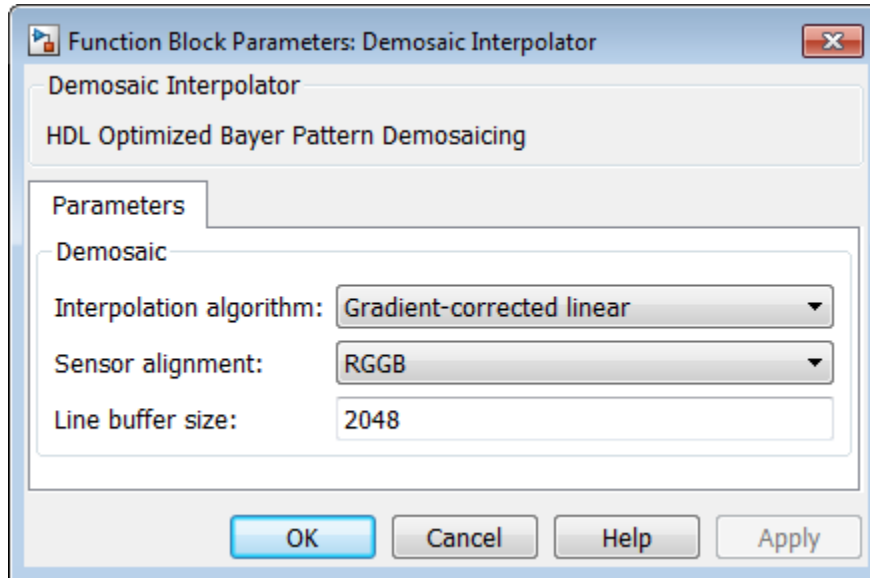 Function Block Parameters: Demosaic Interpolator
Demosaic Interpolator
HDL Optimized Bayer Pattern Demosaicing
Parameters
Demosaic
Interpolation algorithm: Gradient-corrected linear
Sensor alignment: RGGB
Line buffer size: 2048
OK Cancel Help Apply